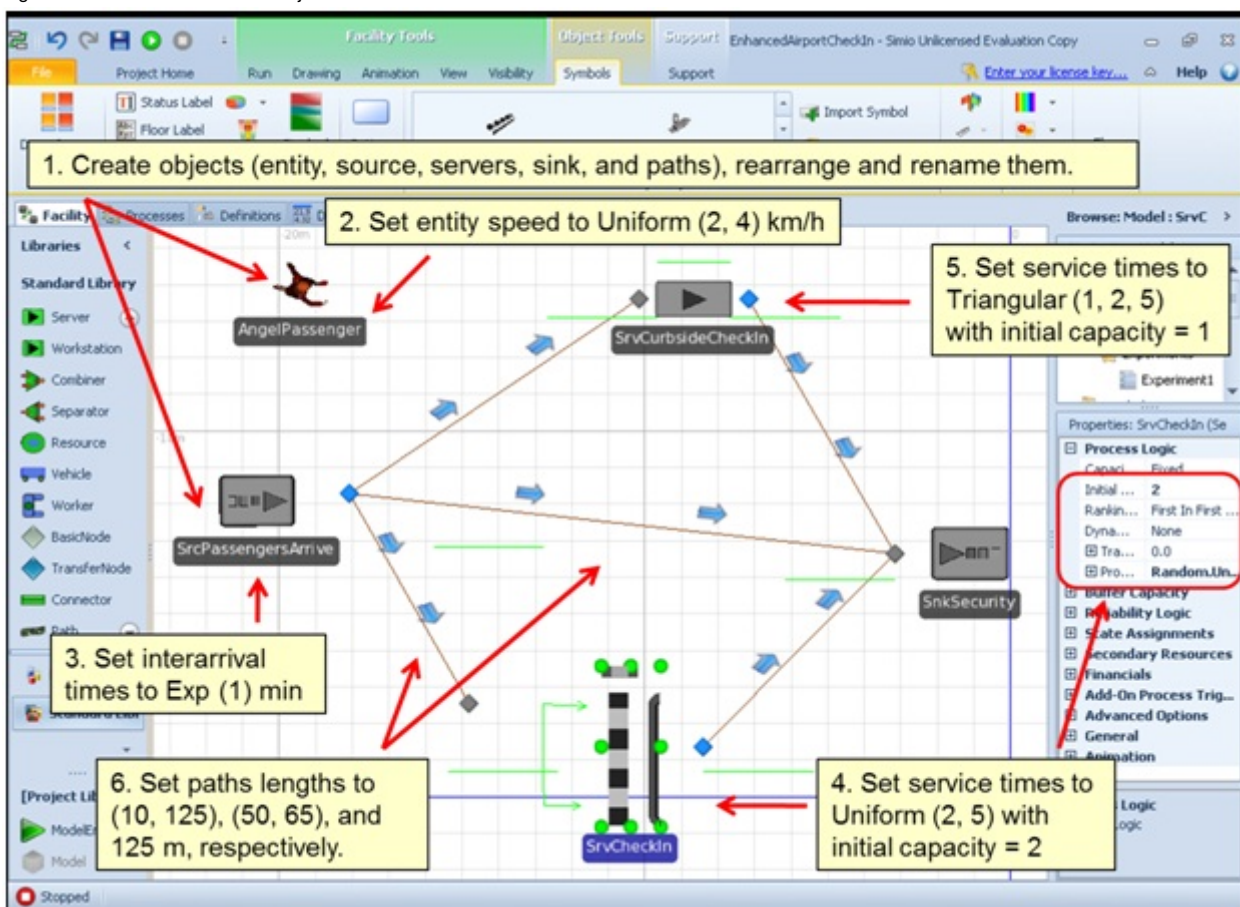 Facility Tools
Object Tools
Support
EnhancedAirportCheckIn - Simio Unlicensed Evaluation Copy
File
Project Home
Run
Drawing
Animation
View
Visibility
Symbols
Support
Enter your license key...
Help
Status Label
Floor Label
Import Symbol
1. Create objects (entity, source, servers, sink, and paths), rearrange and rename them.
Facility
Processes
Definitions
Browse: Model : SrvC >
2. Set entity speed to Uniform (2, 4) km/h
Libraries
Standard Library
Server
Workstation
Combiner
Separator
Resource
Vehicle
Worker
BasicNode
TransferNode
Connector
Path
AngelPassenger
SrvCurbsideCheckIn
5. Set service times to
Triangular (1, 2, 5)
with initial capacity = 1
Experiment1
Properties: SrvCheckIn (Se
Process Logic
Fixed
Initial ... 2
Rankin... First In First ...
Dyna... None
Tra... 0.0
Pro... Random.Un...
Buffer Capacity
Reliability Logic
State Assignments
Secondary Resources
Financials
Add-On Process Trig...
Advanced Options
General
Animation
SrcPassengersArrive
SnkSecurity
3. Set interarrival
times to Exp (1) min
6. Set paths lengths to
(10, 125), (50, 65), and
125 m, respectively.
SrvCheckIn
4. Set service times to
Uniform (2, 5) with
initial capacity = 2
[Project Lib
ModelEn
Model
Stopped